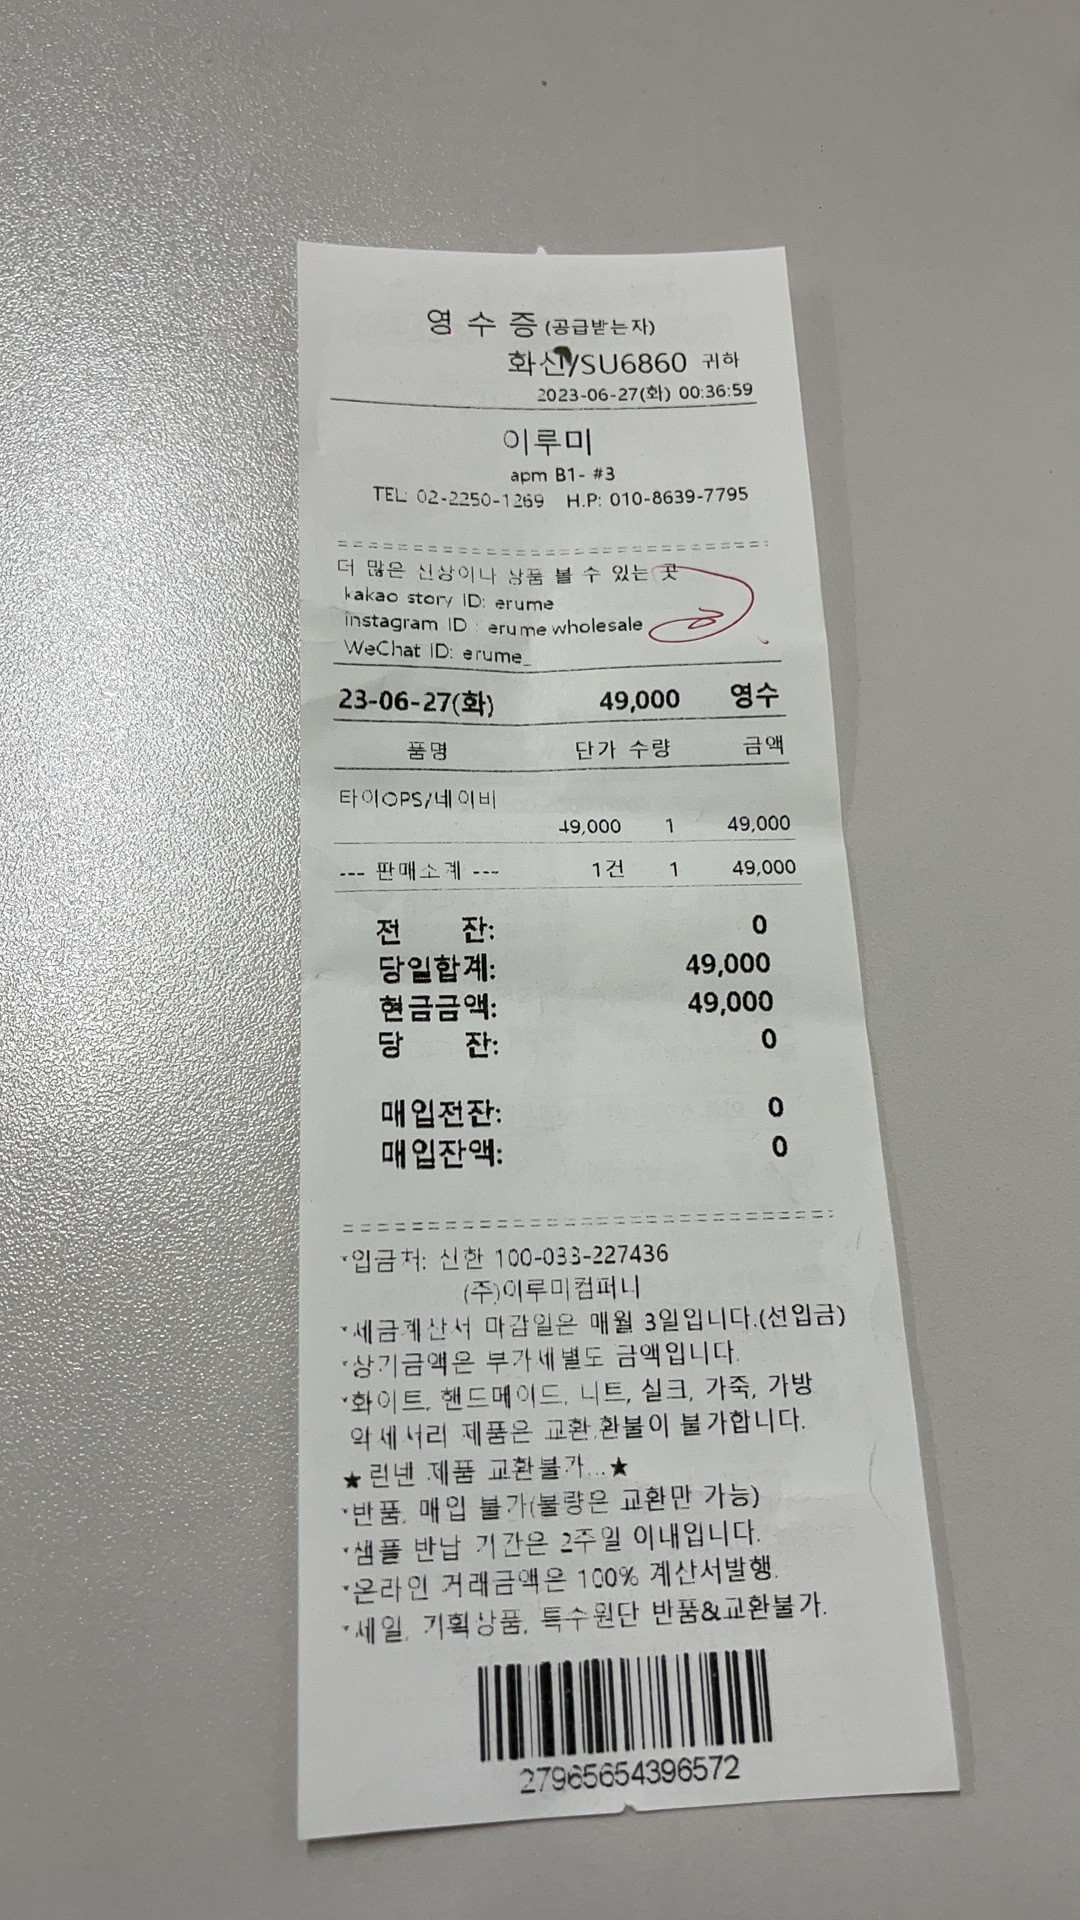 영 수 증 (공급받는자)
화신/SU6860 귀하
2023-06-27(화) 00:36:59
이루미
apm B1- #3
TEL: 02-2250-1269 H.P: 010-8639-7795
==================================
더 많은 신상이나 상품 볼 수 있는 곳
kakao story ID: erume
instagram ID : erume wholesale
WeChat ID: erume_
23-06-27(화) 49,000 영수
품명 단가 수량 금액
타이OPS/네이비
49,000 1 49,000
--- 판매소계 --- 1건 1 49,000
전 잔: 0
당일합계: 49,000
현금금액: 49,000
당 잔: 0
매입전잔: 0
매입잔액: 0
==================================
*입금처: 신한 100-033-227436
(주)이루미컴퍼니
*세금계산서 마감일은 매월 3일입니다.(선입금)
*상기금액은 부가세별도 금액입니다.
*화이트, 핸드메이드, 니트, 실크, 가죽, 가방
악세서리 제품은 교환,환불이 불가합니다.
★린넨 제품 교환불가...★
*반품, 매입 불가(불량은 교환만 가능)
*샘플 반납 기간은 2주일 이내입니다.
*온라인 거래금액은 100% 계산서발행.
*세일, 기획상품, 특수원단 반품&교환불가.
27965654396572